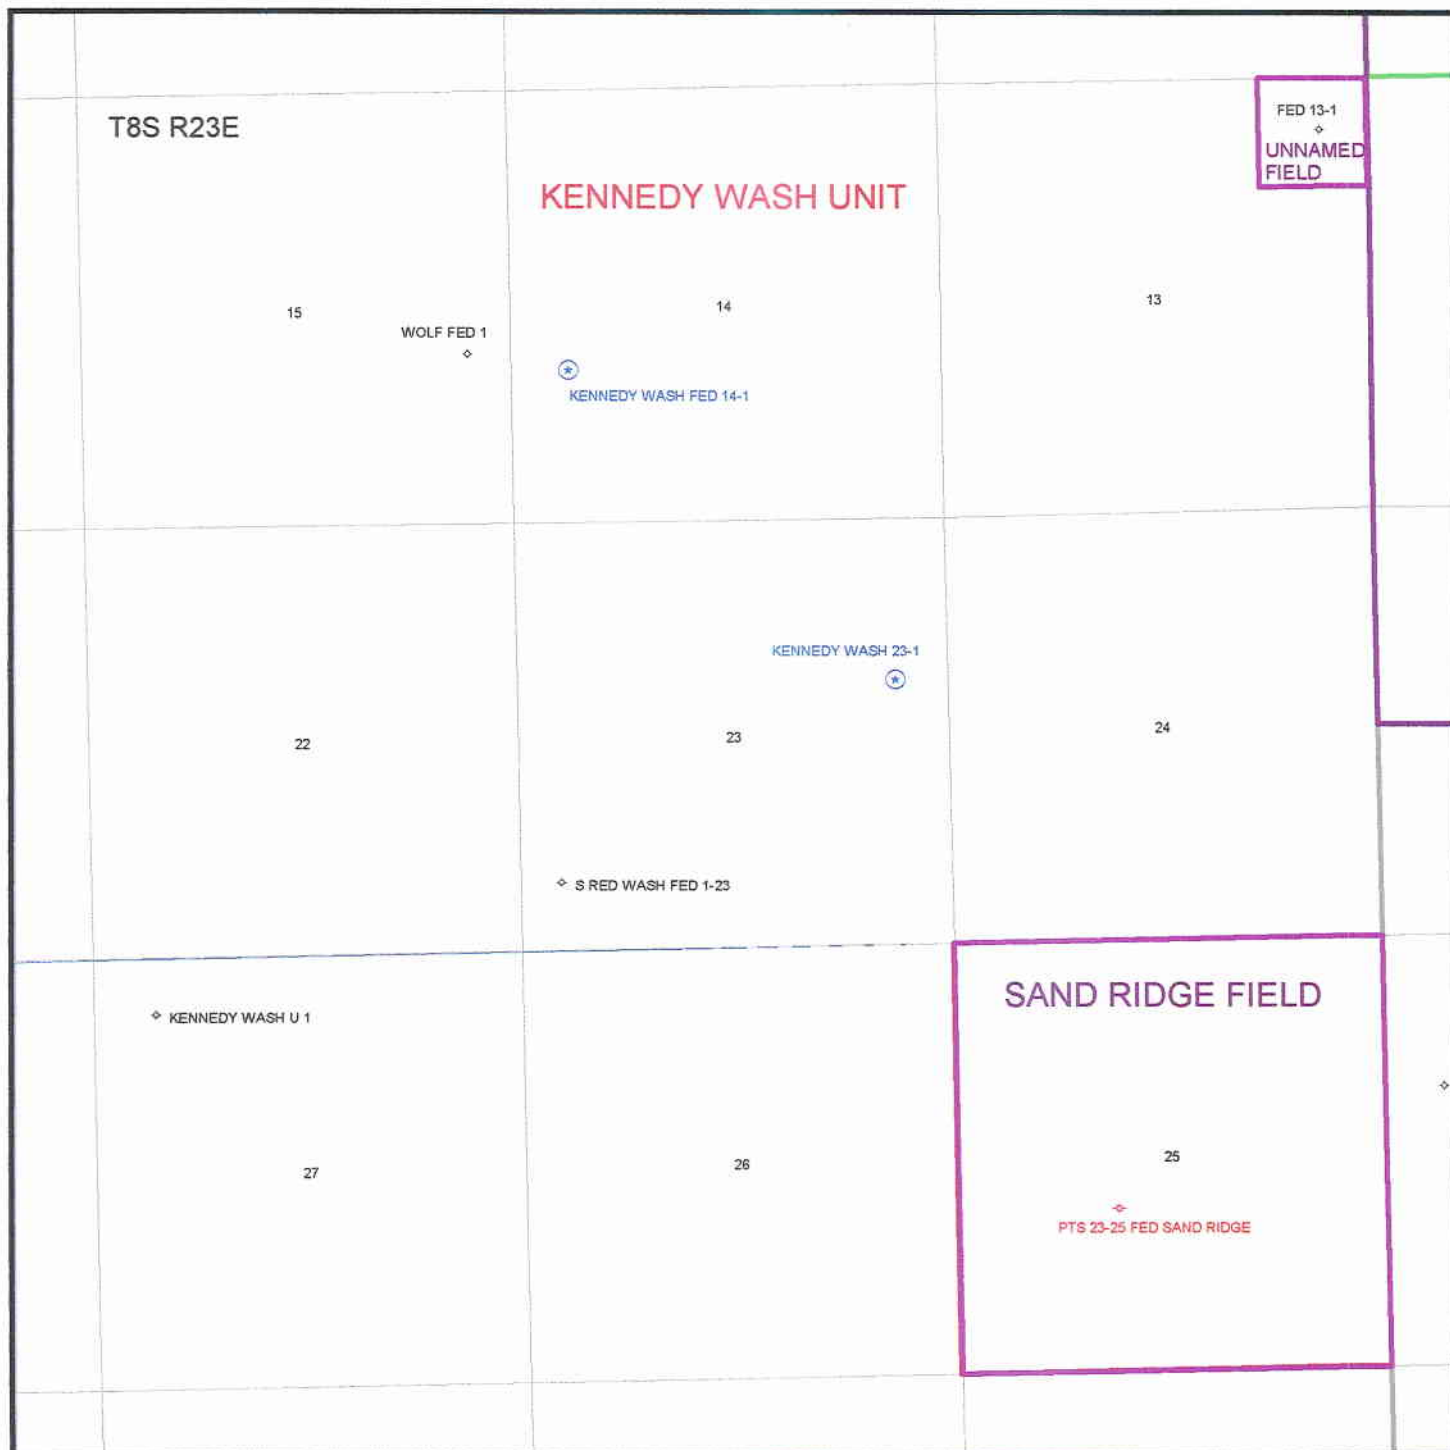 FED 13-1
T8S R23E
UNNAMED
FIELD
KENNEDY WASH UNIT
13
14
15
WOLF FED 1
KENNEDY WASH FED 14-1
KENNEDY WASH 23-1
24
23
22
S RED WASH FED 1-23
SAND RIDGE FIELD
KENNEDY WASH U 1
25
26
27
PTS 23-25 FED SAND RIDGE